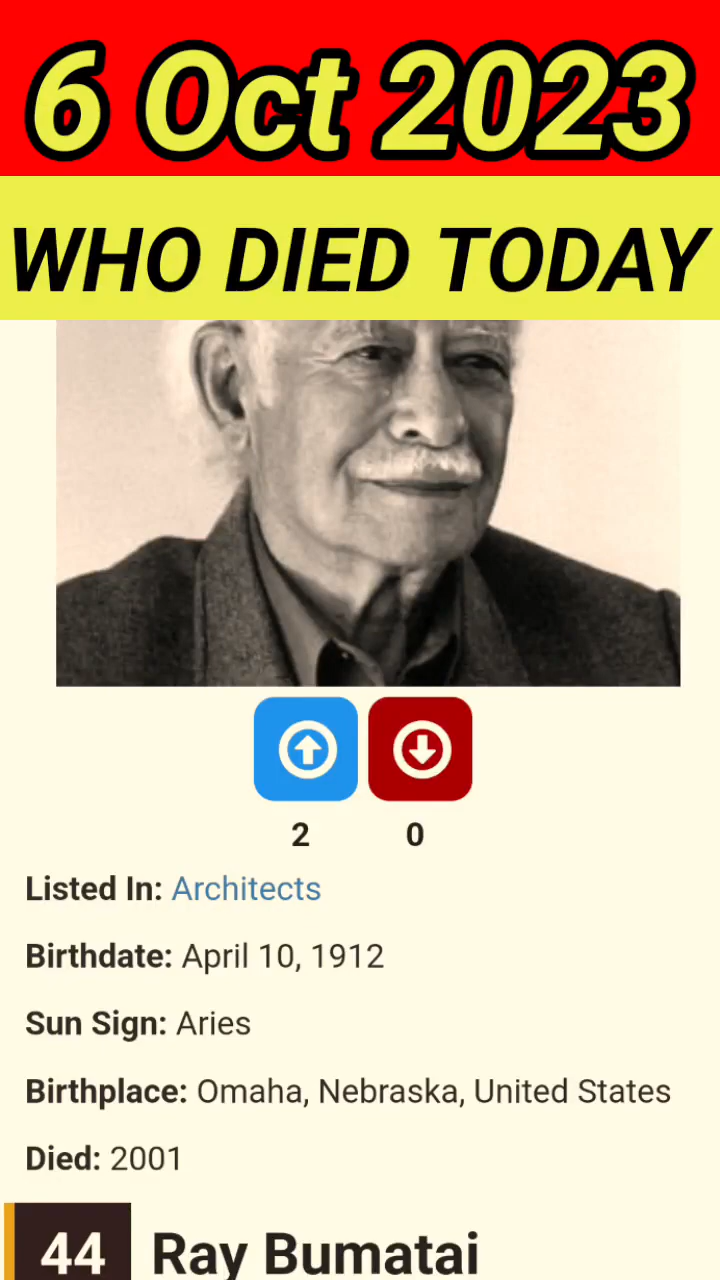 6 Oct 2023
WHO DIED TODAY
2 0
Listed In: Architects
Birthdate: April 10, 1912
Sun Sign: Aries
Birthplace: Omaha, Nebraska, United States
Died: 2001
44 Ray Bumatai